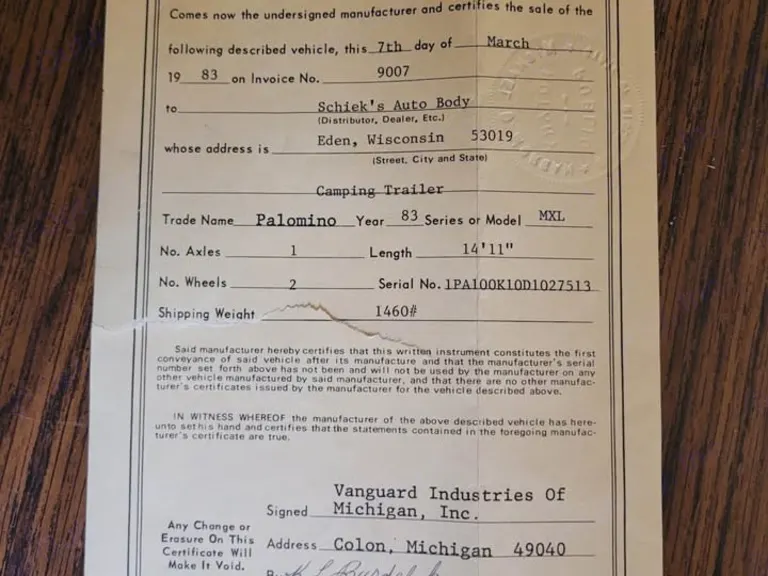 Comes now the undersigned manufacturer and certifies the sale of the
following described vehicle, this 7th day of March
19 83 on Invoice No. 9007
to Schiek's Auto Body
(Distributor, Dealer, Etc.)
whose address is Eden, Wisconsin 53019
(Street, City and State)
Camping Trailer
Trade Name Palomino Year 83 Series or Model MXL
No. Axles 1 Length 14'11"
No. Wheels 2 Serial No. 1PA100K10D1027513
Shipping Weight 1460#
Said manufacturer hereby certifies that this written instrument constitutes the first
conveyance of said vehicle after its manufacture and that the manufacturer's serial
number set forth above has not been and will not be used by the manufacturer on any
other vehicle manufactured by said manufacturer, and that there are no other manufac-
turer's certificates issued by the manufacturer for the vehicle described above.
IN WITNESS WHEREOF the manufacturer of the above described vehicle has here-
unto set his hand and certifies that the statements contained in the foregoing manufac-
turer's certificate are true.
Vanguard Industries Of
Signed Michigan, Inc.
Any Change or
Erasure On This
Certificate Will
Make It Void.
Address Colon, Michigan 49040